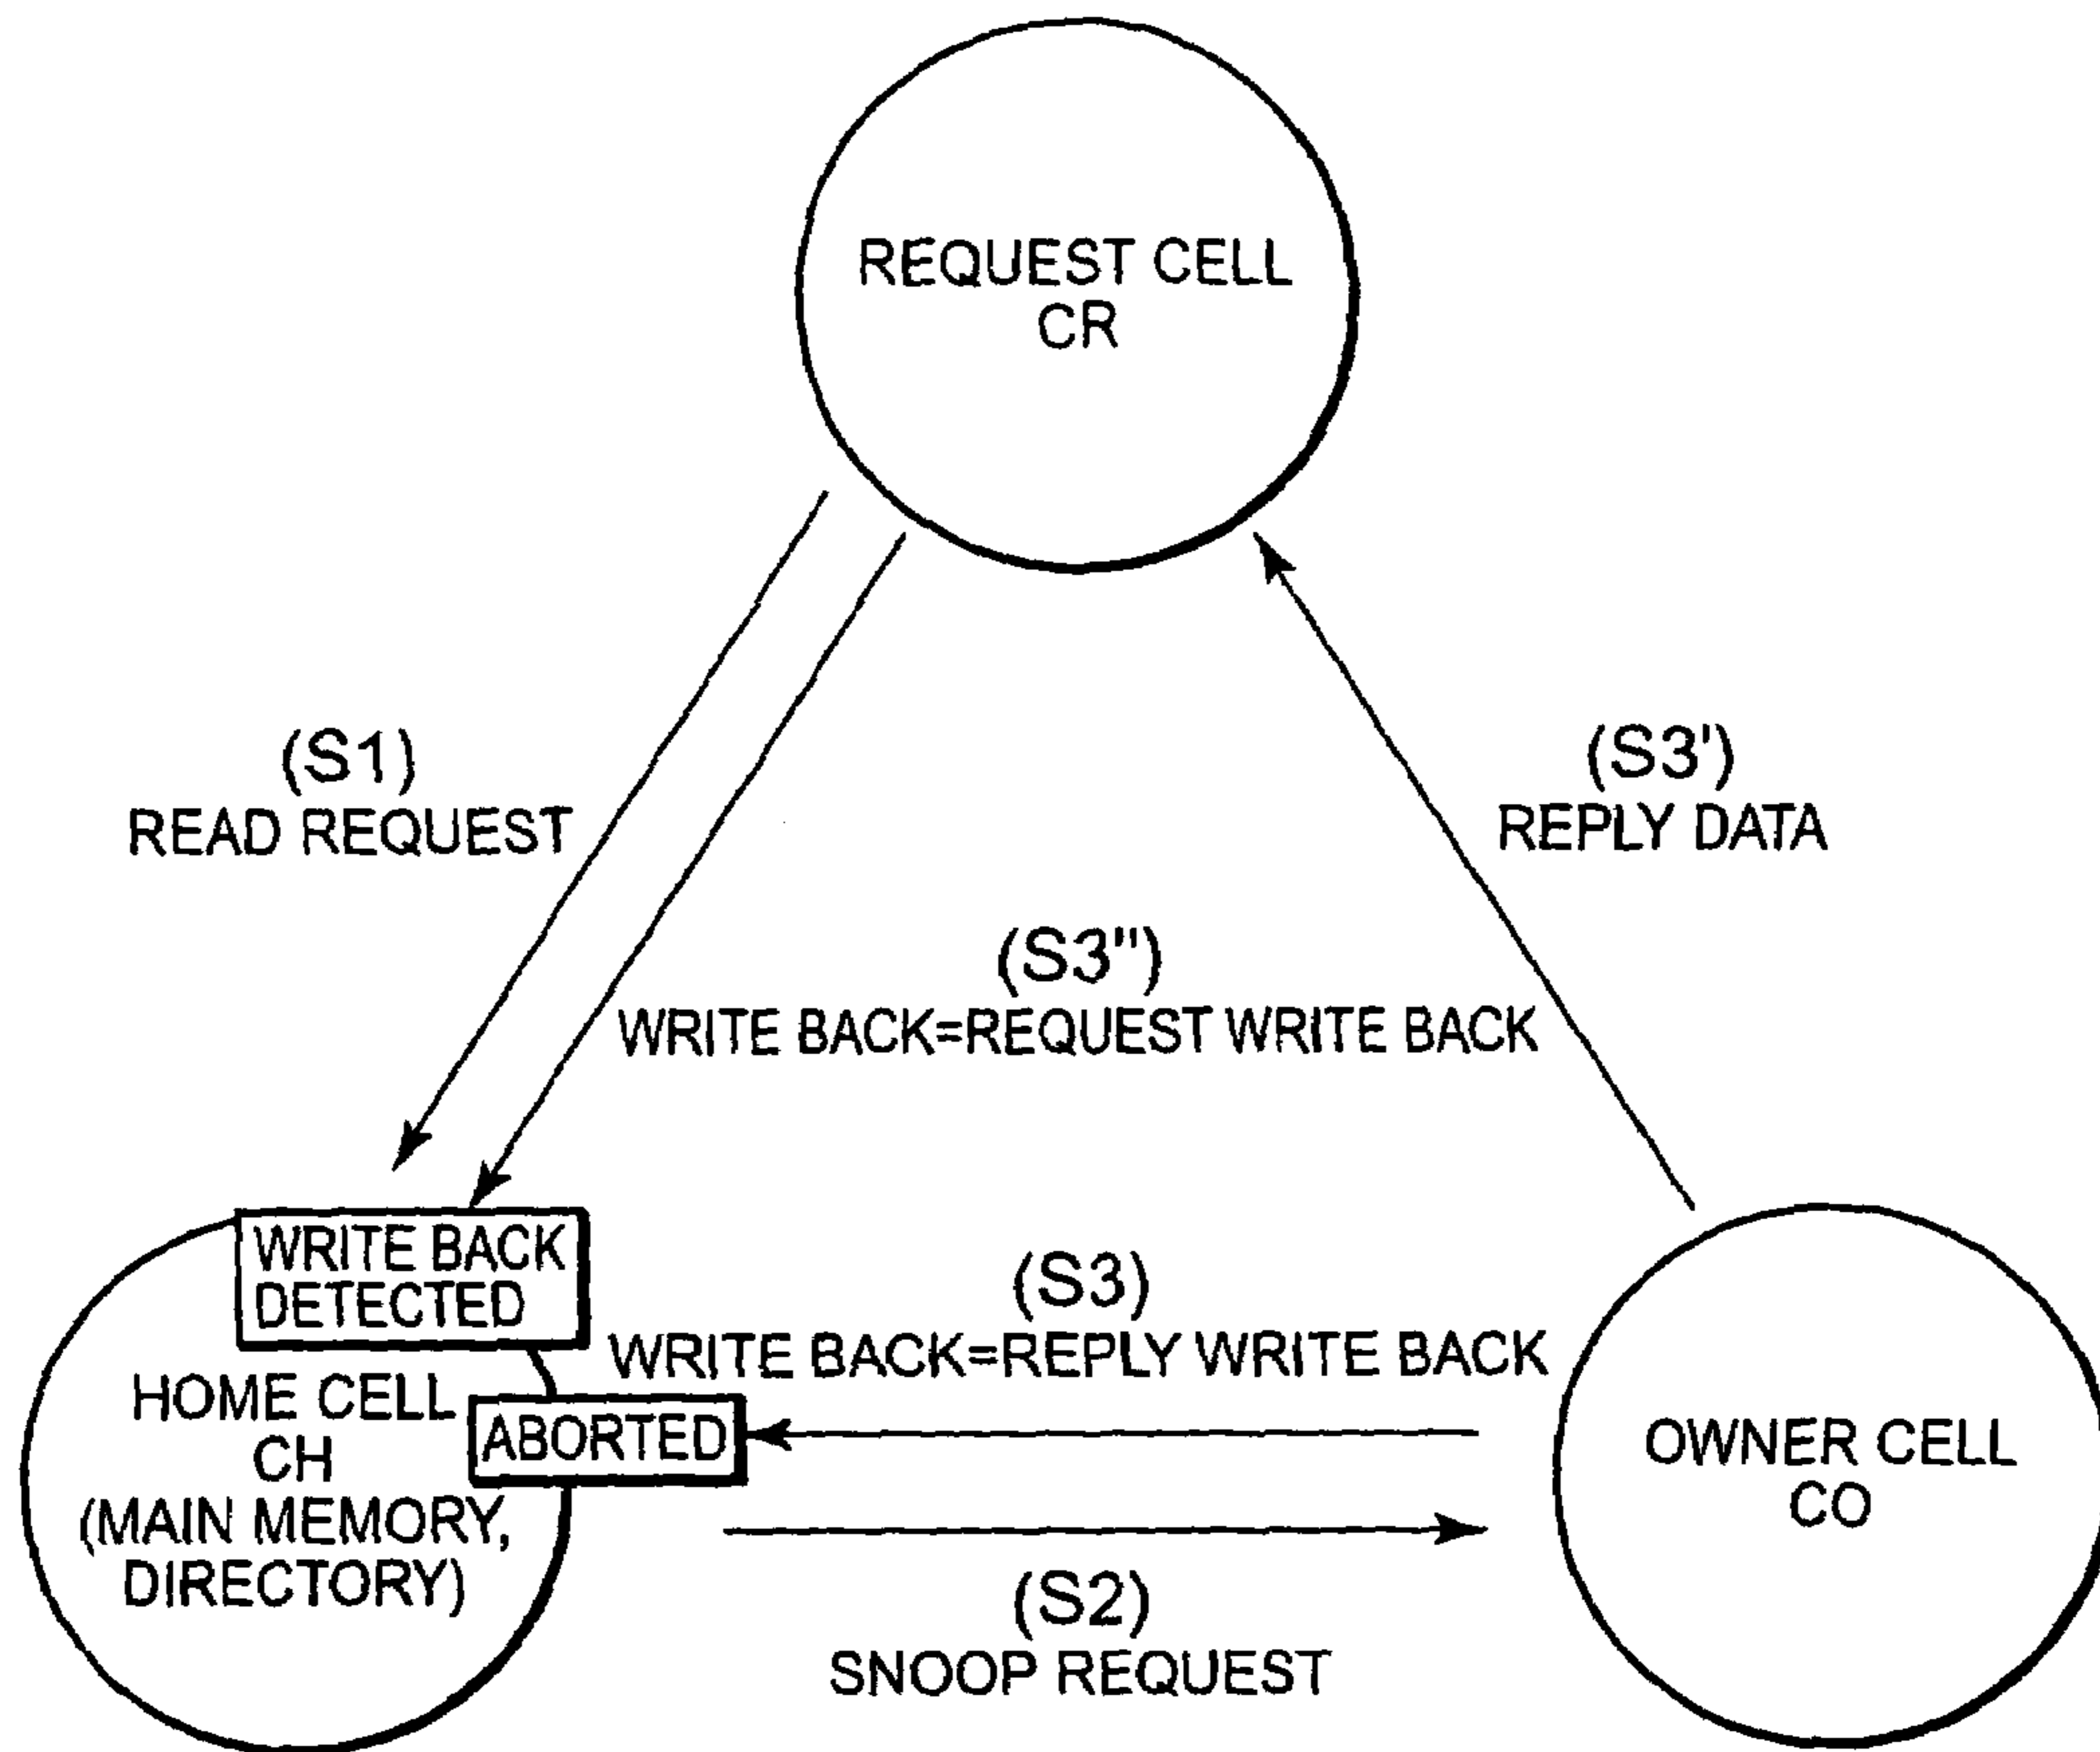 REQUEST CELL
CR
(S1)
READ REQUEST
(S3')
REPLY DATA
(S3")
WRITE BACK=REQUEST WRITE BACK
WRITE BACK
DETECTED
(S3)
WRITE BACK=REPLY WRITE BACK
HOME CELL
CH
(MAIN MEMORY,
DIRECTORY)
ABORTED
OWNER CELL
CO
(S2)
SNOOP REQUEST